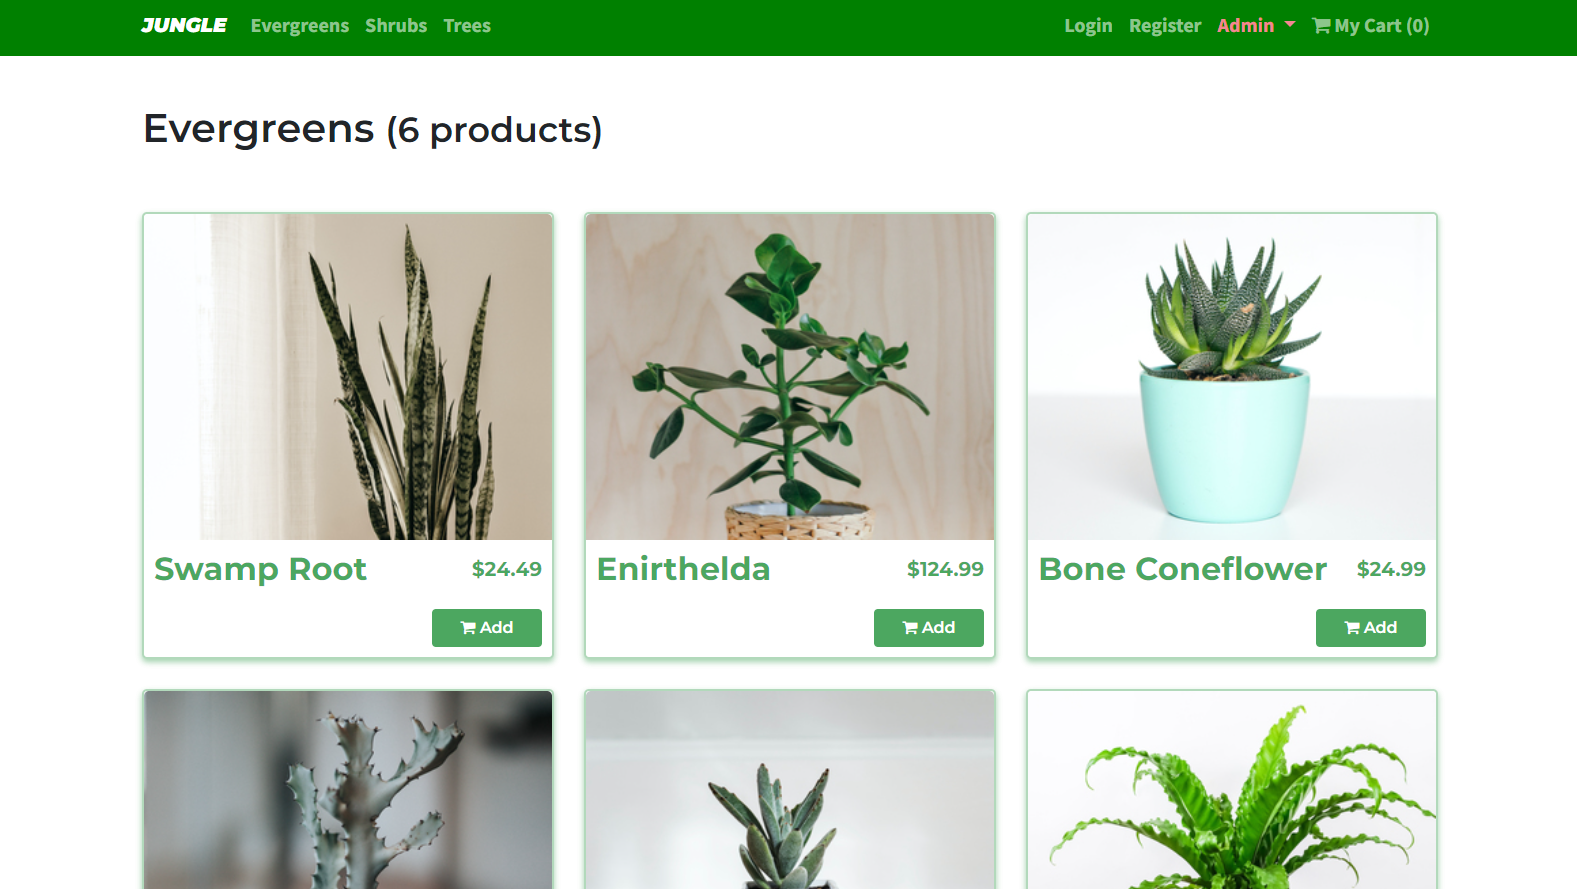 JUNGLE Evergreens Shrubs Trees Login Register Admin My Cart (0)
Evergreens (6 products)
Swamp Root $24.49
Enirthelda $124.99
Bone Coneflower $24.99
Add
Add
Add